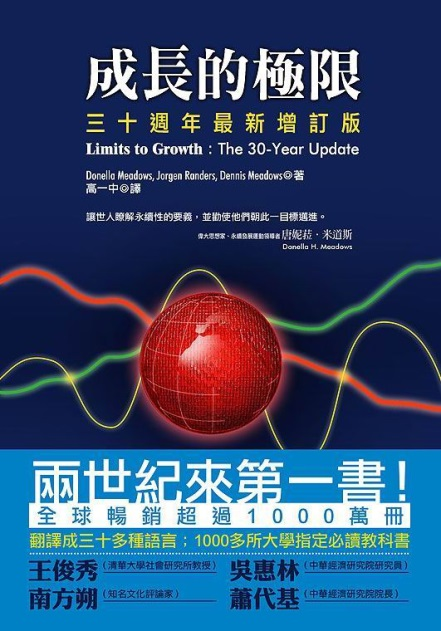 成長的極限
三十週年最新增訂版
Limits to Growth：The 30-Year Update
Donella Meadows, Jorgen Randers, Dennis Meadows◎著
高一中◎譯
讓世人瞭解永續性的要義，並勸使他們朝此一目標邁進。
偉大思想家、永續發展運動領導者 唐妮菈．米道斯
Donella H. Meadows
兩世紀來第一書！
全球暢銷超過1000萬冊
翻譯成三十多種語言；1000多所大學指定必讀教科書
王俊秀（清華大學社會研究所教授） 吳惠林（中華經濟研究院研究員）
南方朔（知名文化評論家） 蕭代基（中華經濟研究院院長）